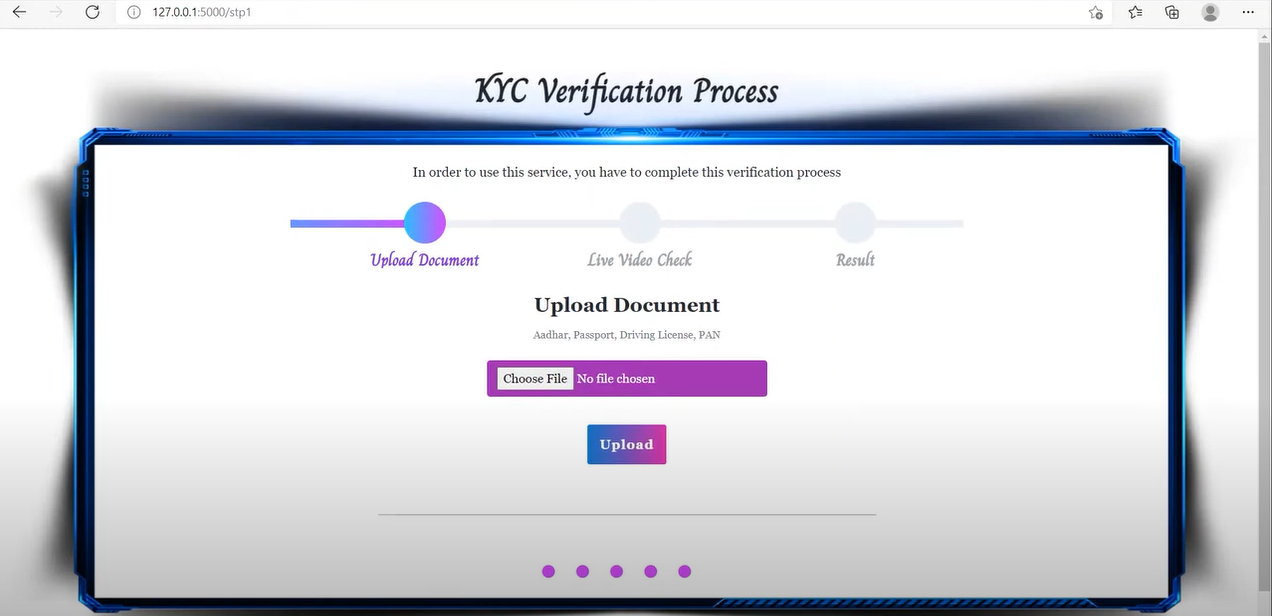 127.0.0.1:5000/stp1
KYC Verification Process
In order to use this service, you have to complete this verification process
Upload Document
Live Video Check
Result
Upload Document
Aadhar, Passport, Driving License, PAN
Choose File No file chosen
Upload